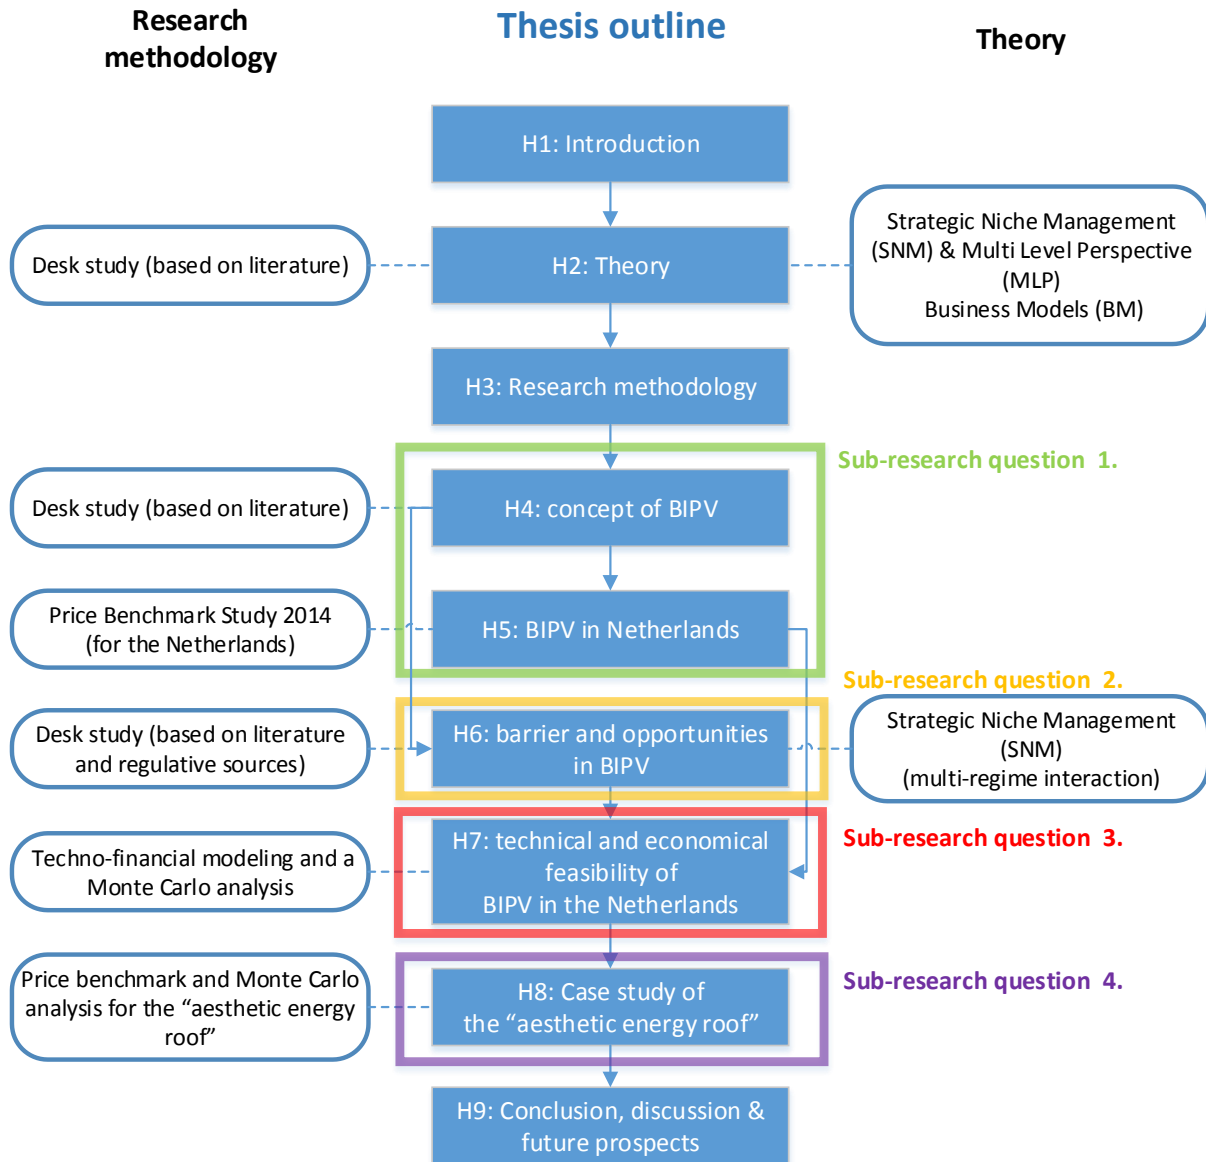 Research
methodology
Thesis outline
Theory
H1: Introduction
Desk study (based on literature)
H2: Theory
Strategic Niche Management
(SNM) & Multi Level Perspective
(MLP)
Business Models (BM)
H3: Research methodology
Sub-research question 1.
Desk study (based on literature)
H4: concept of BIPV
Price Benchmark Study 2014
(for the Netherlands)
H5: BIPV in Netherlands
Sub-research question 2.
Desk study (based on literature
and regulative sources)
H6: barrier and opportunities
in BIPV
Strategic Niche Management
(SNM)
(multi-regime interaction)
Sub-research question 3.
Techno-financial modeling and a
Monte Carlo analysis
H7: technical and economical
feasibility of
BIPV in the Netherlands
Sub-research question 4.
Price benchmark and Monte Carlo
analysis for the “aesthetic energy
roof”
H8: Case study of
the “aesthetic energy roof”
H9: Conclusion, discussion &
future prospects